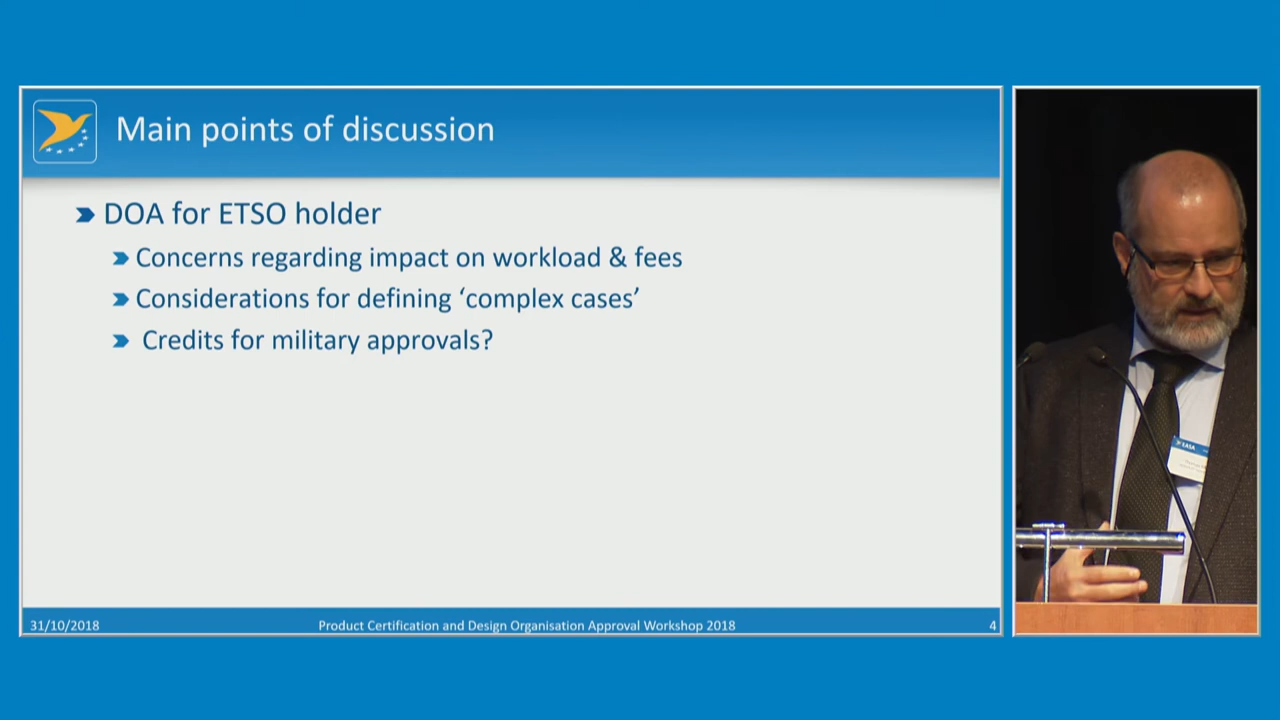 Main points of discussion
DOA for ETSO holder
Concerns regarding impact on workload & fees
Considerations for defining ‘complex cases’
Credits for military approvals?
31/10/2018
Product Certification and Design Organisation Approval Workshop 2018
4
EASA